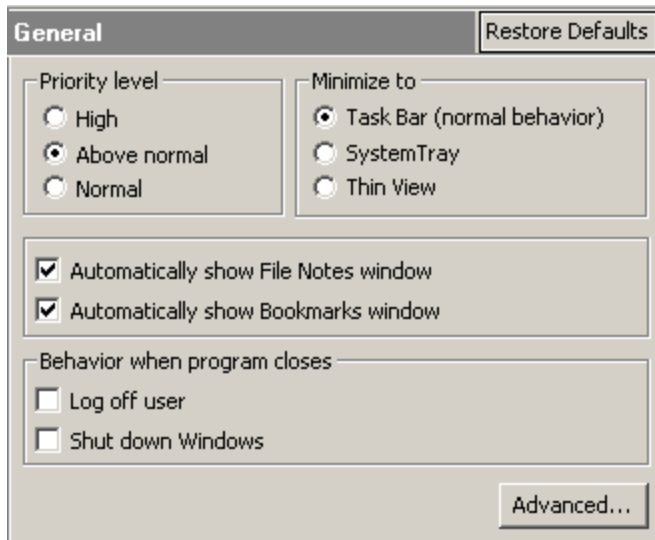 General
Restore Defaults
Priority level
High
Above normal
Normal
Minimize to
Task Bar (normal behavior)
SystemTray
Thin View
Automatically show File Notes window
Automatically show Bookmarks window
Behavior when program closes
Log off user
Shut down Windows
Advanced...